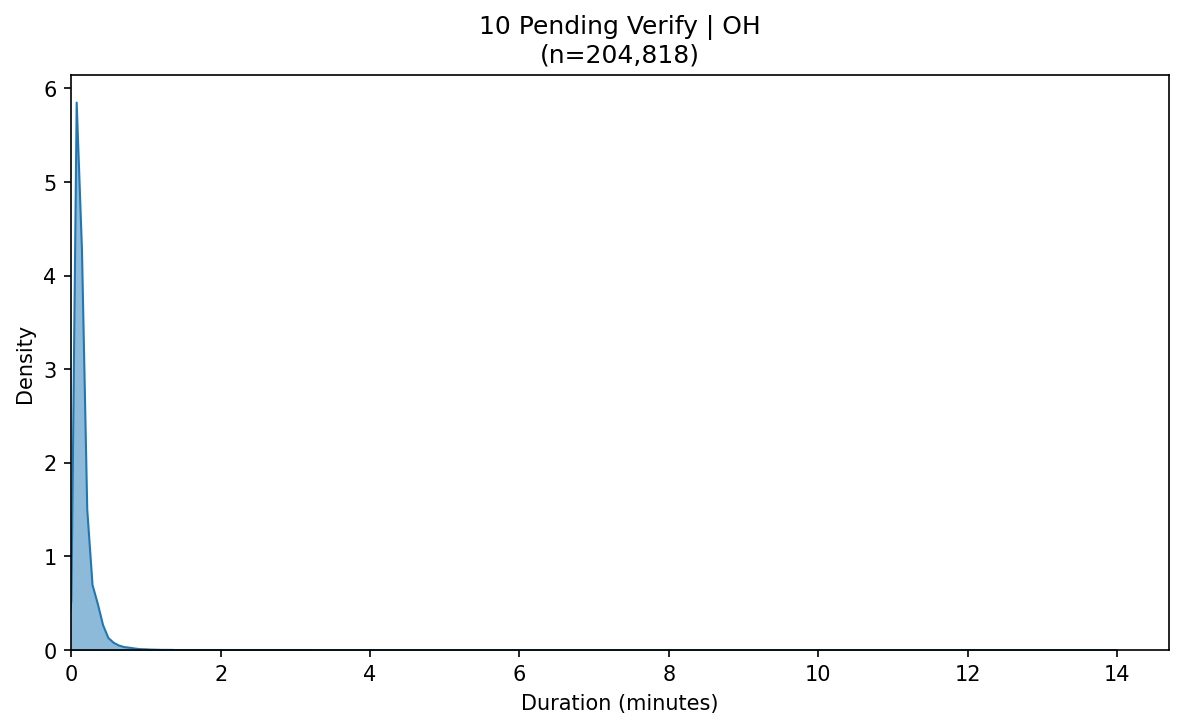 10 Pending Verify | OH
(n=204,818)
6
5
4
3
2
1
0
Density
0 2 4 6 8 10 12 14
Duration (minutes)